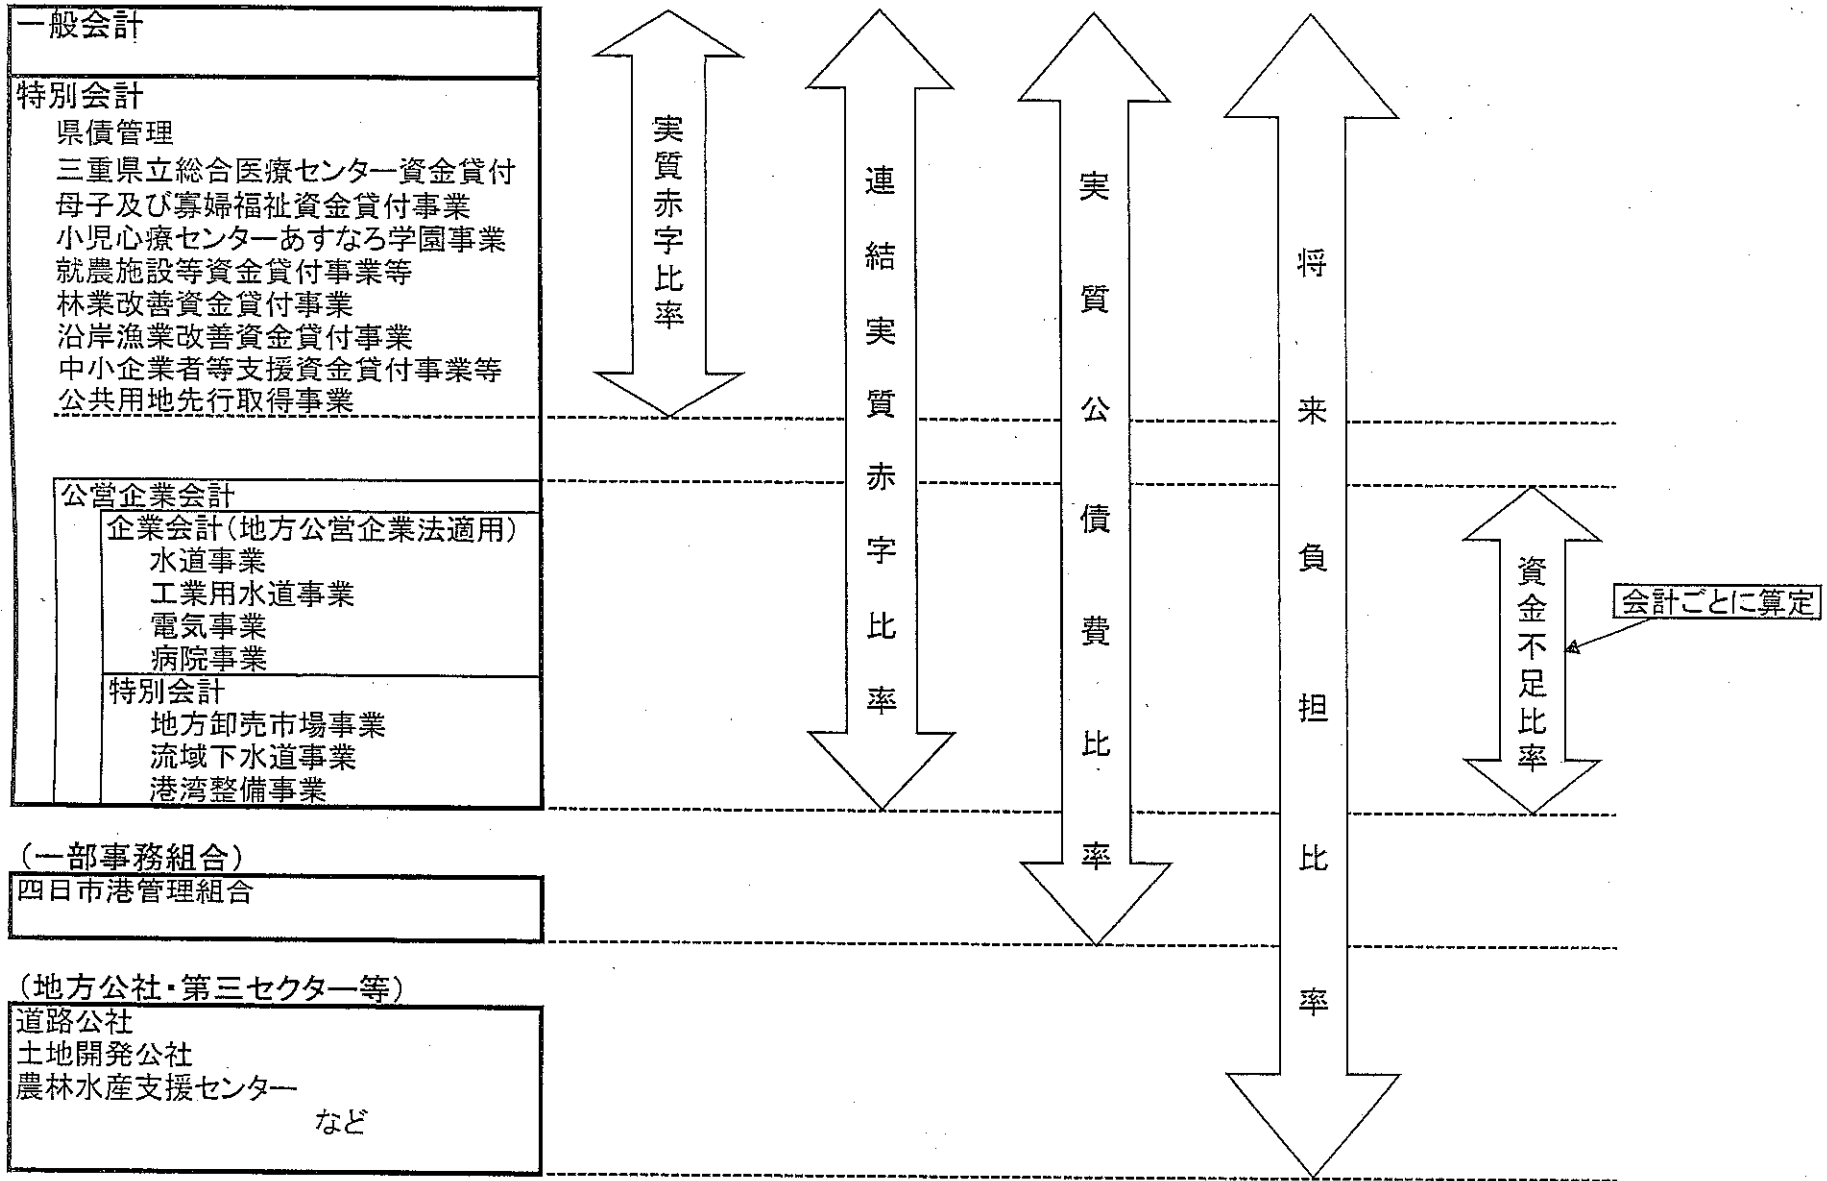 一般会計
特別会計
県債管理
三重県立総合医療センター資金貸付
母子及び寡婦福祉資金貸付事業
小児心療センターあすなろ学園事業
就農施設等資金貸付事業等
林業改善資金貸付事業
沿岸漁業改善資金貸付事業
中小企業者等支援資金貸付事業等
公共用地先行取得事業
公営企業会計
企業会計(地方公営企業法適用)
水道事業
工業用水道事業
電気事業
病院事業
特別会計
地方卸売市場事業
流域下水道事業
港湾整備事業
(一部事務組合)
四日市港管理組合
(地方公社・第三セクター等)
道路公社
土地開発公社
農林水産支援センター
など
実質赤字比率
連結実質赤字比率
実質公債費比率
将来負担比率
資金不足比率
会計ごとに算定